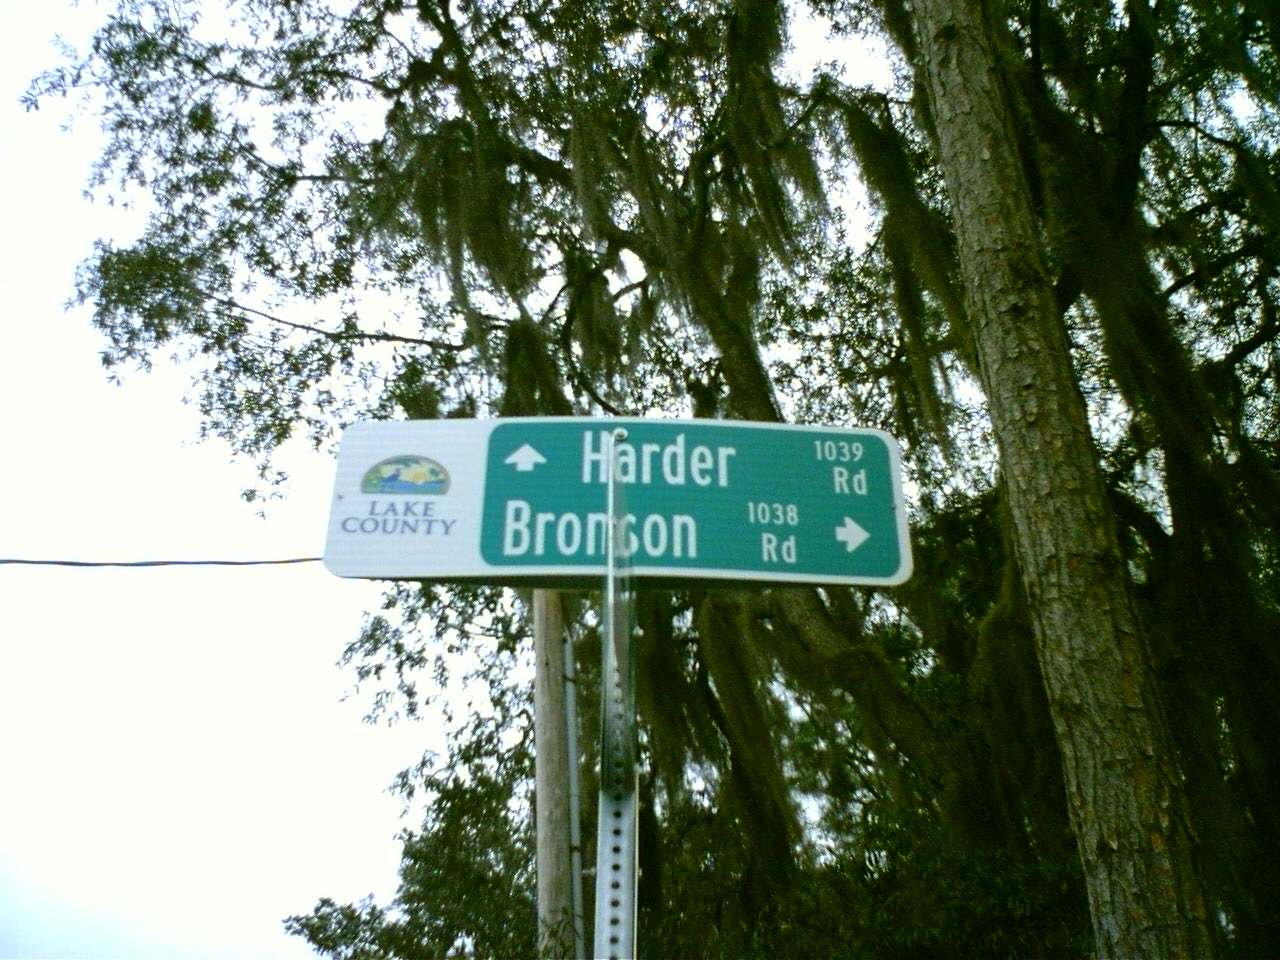 LAKE
COUNTY
Harder 1039 Rd
Bronson 1038 Rd